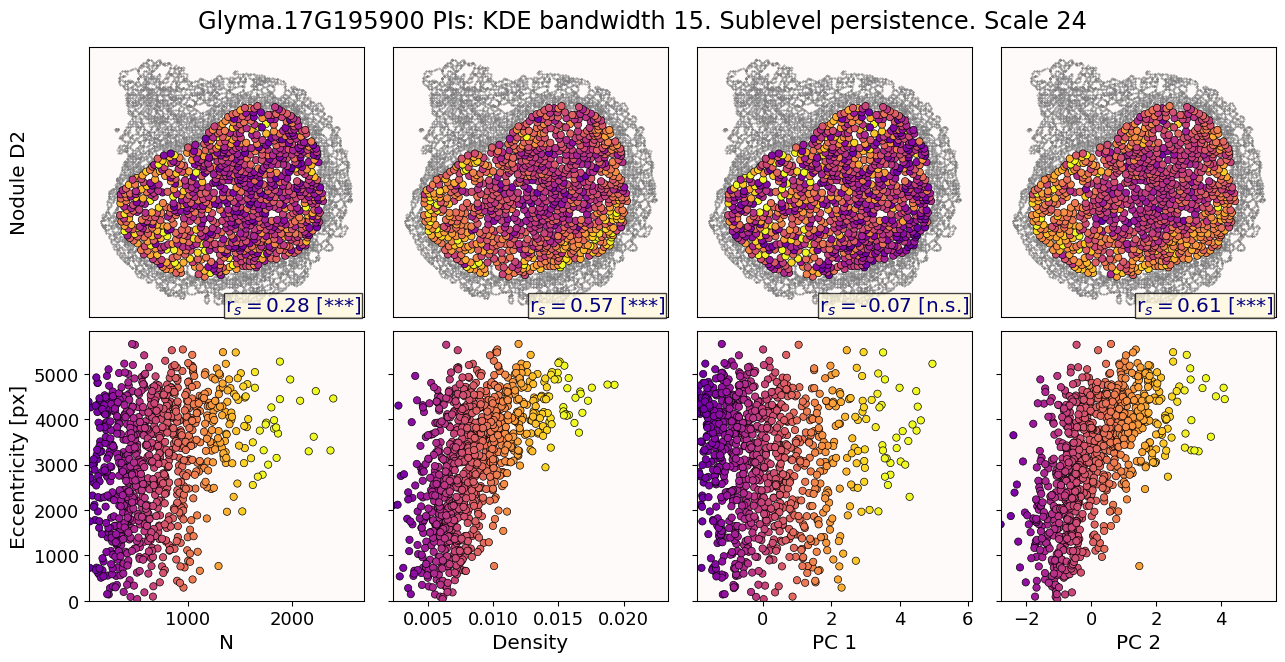 Glyma.17G195900 PIs: KDE bandwidth 15. Sublevel persistence. Scale 24
Nodule D2
r_s = 0.28 [***]
r_s = 0.57 [***]
r_s = -0.07 [n.s.]
r_s = 0.61 [***]
Eccentricity [px]
5000
4000
3000
2000
1000
0
1000 2000
0.005 0.010 0.015 0.020
0 2 4 6
−2 0 2 4
N
Density
PC 1
PC 2